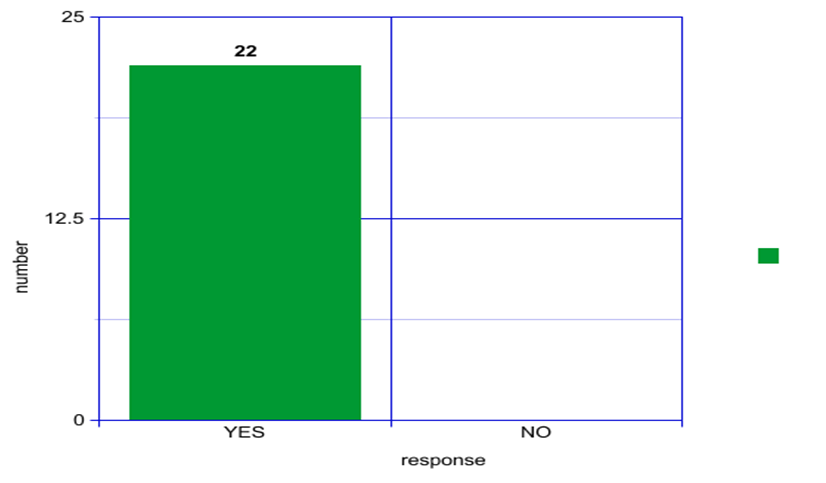 25
22
12.5
number
0
YES NO
response